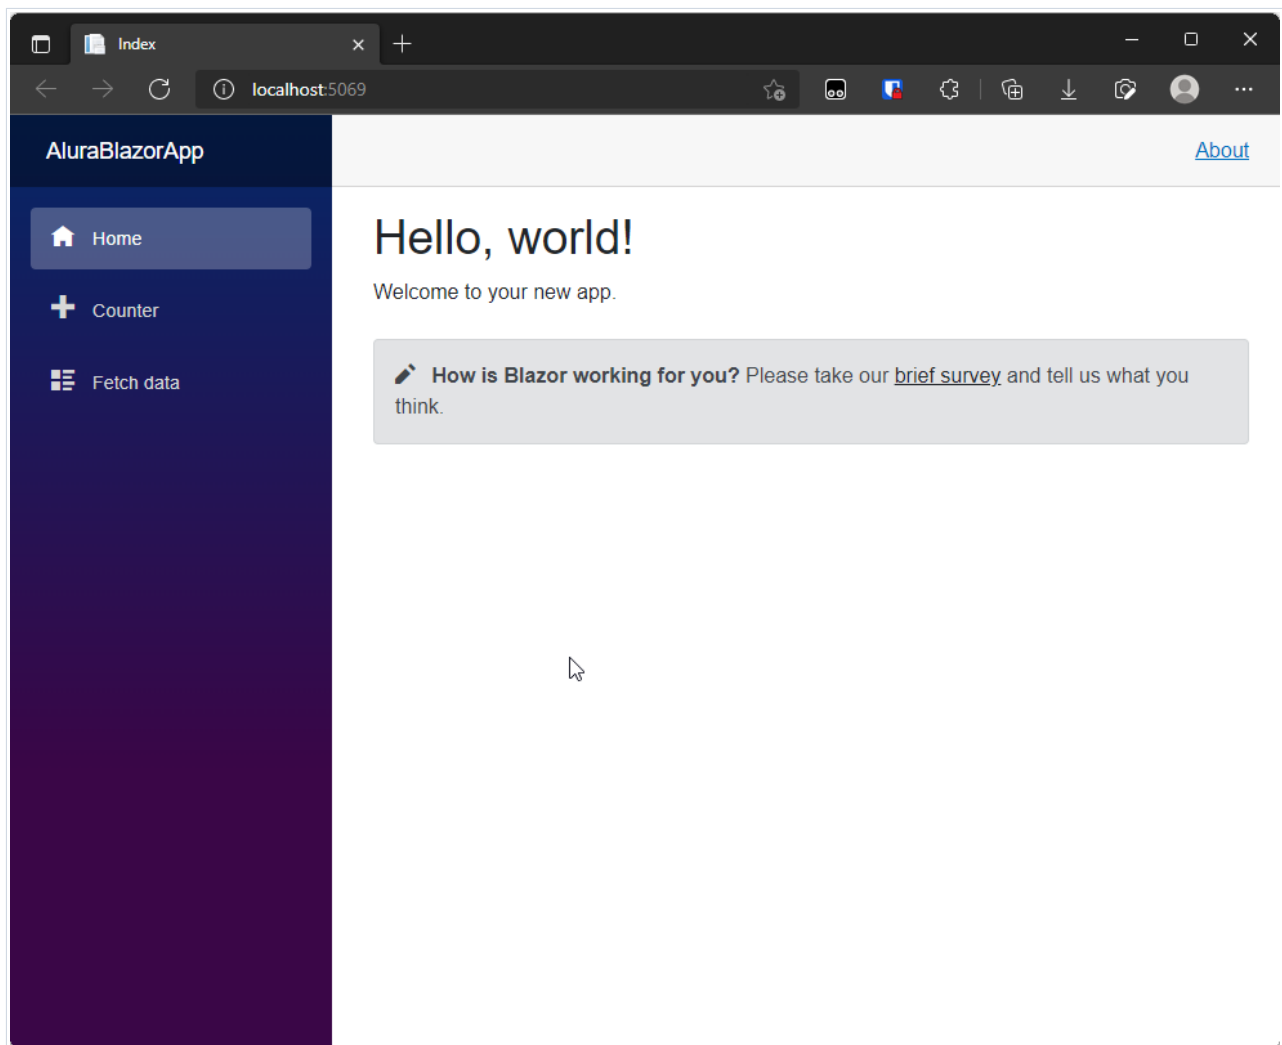 Index
localhost:5069
AluraBlazorApp
About
Home
Counter
Fetch data
Hello, world!
Welcome to your new app.
How is Blazor working for you? Please take our brief survey and tell us what you
think.